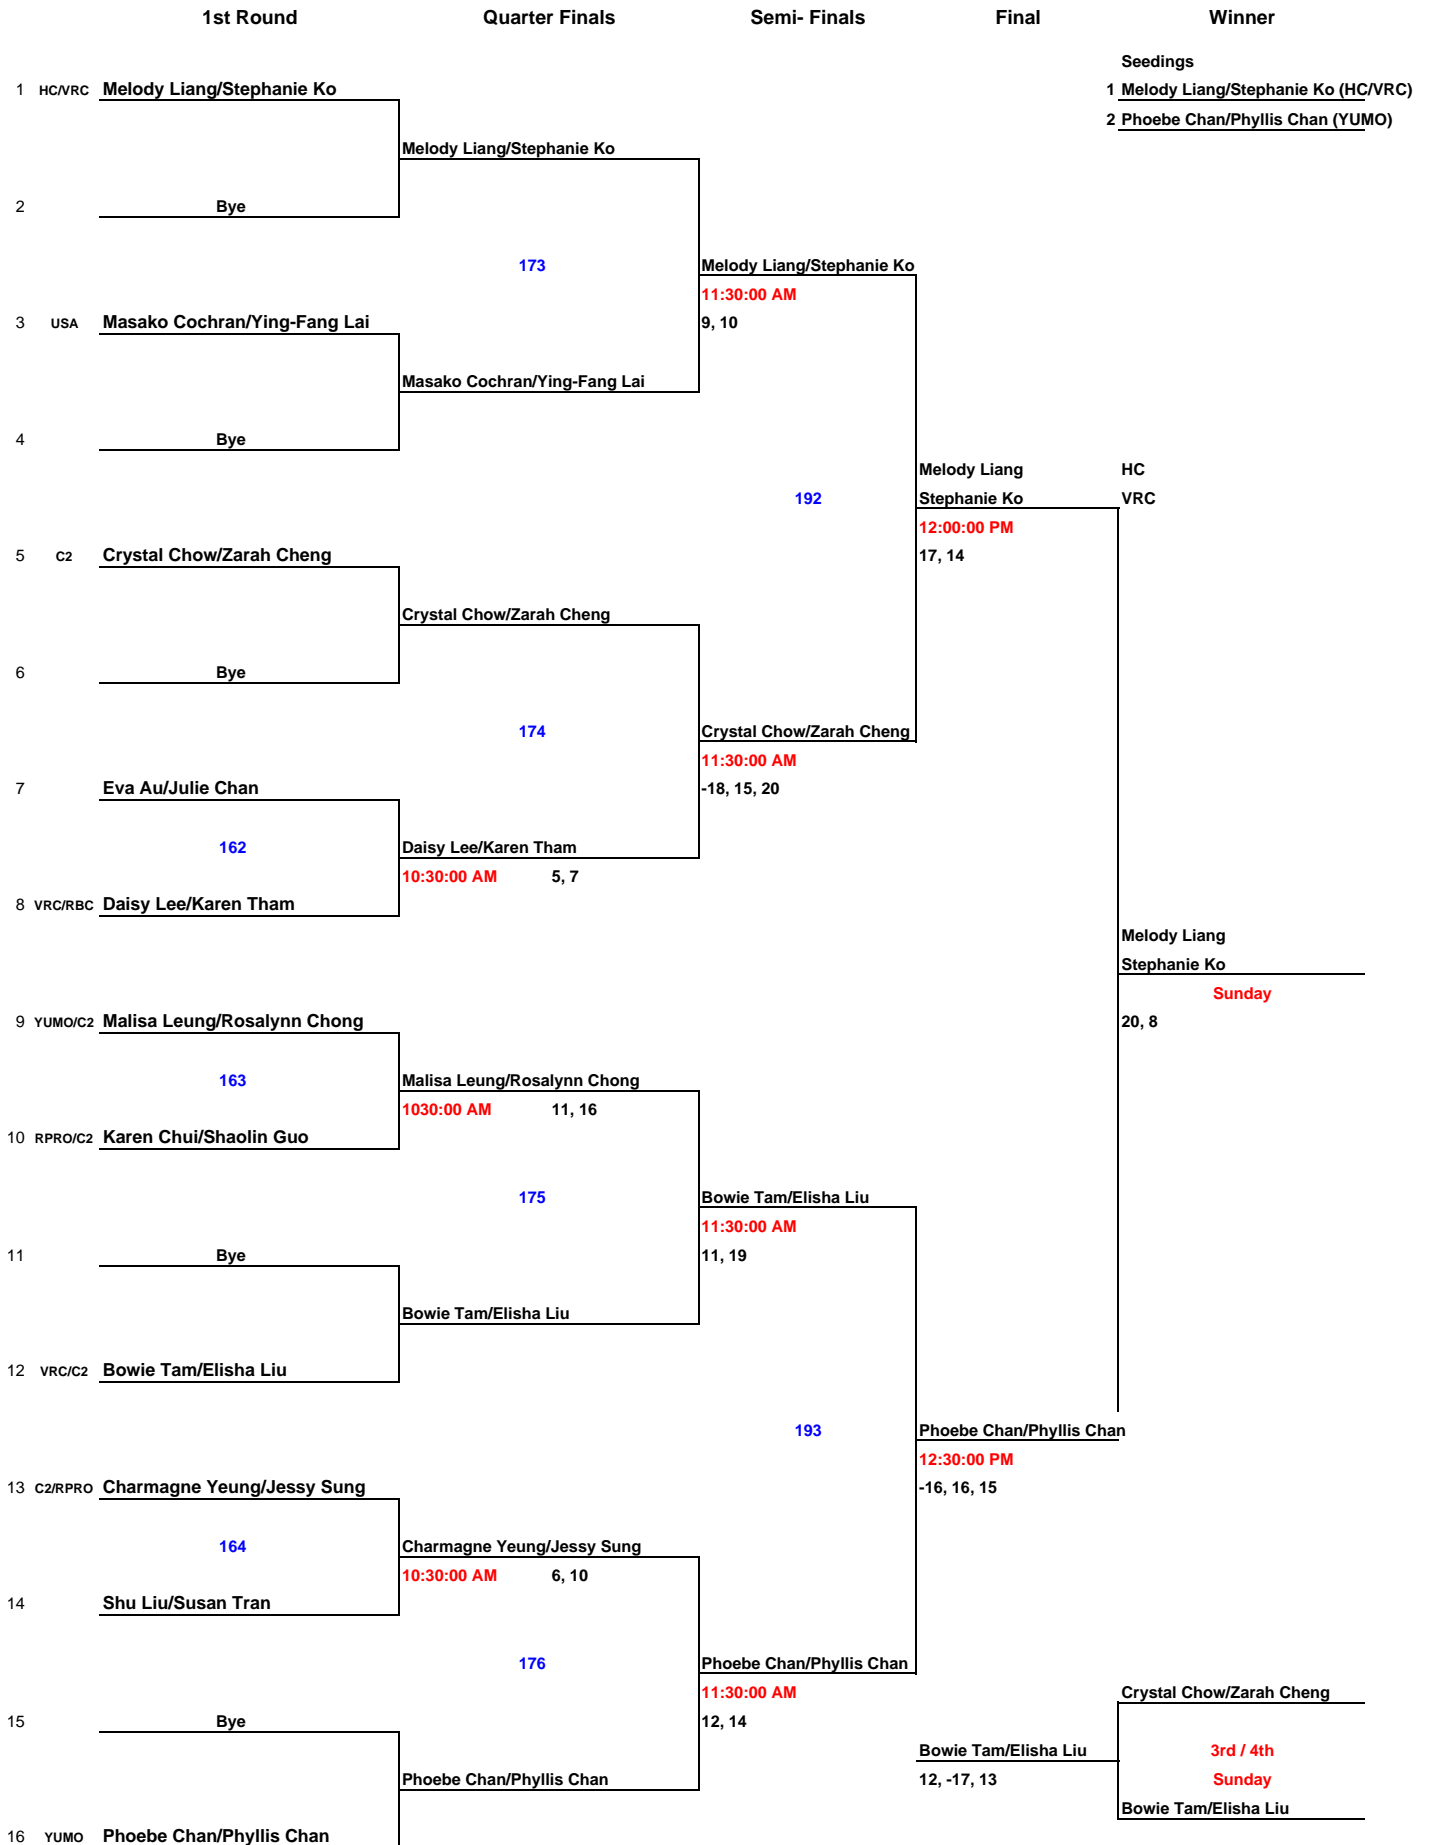 1st Round Quarter Finals Semi- Finals Final Winner
Seedings
1 HC/VRC Melody Liang/Stephanie Ko 1 Melody Liang/Stephanie Ko (HC/VRC)
2 Phoebe Chan/Phyllis Chan (YUMO)
Melody Liang/Stephanie Ko
2 Bye
173 Melody Liang/Stephanie Ko
11:30:00 AM
3 USA Masako Cochran/Ying-Fang Lai 9, 10
Masako Cochran/Ying-Fang Lai
4 Bye
Melody Liang HC
192 Stephanie Ko VRC
12:00:00 PM
5 C2 Crystal Chow/Zarah Cheng 17, 14
Crystal Chow/Zarah Cheng
6 Bye
174 Crystal Chow/Zarah Cheng
11:30:00 AM
7 Eva Au/Julie Chan -18, 15, 20
162 Daisy Lee/Karen Tham
10:30:00 AM 5, 7
8 VRC/RBC Daisy Lee/Karen Tham
Melody Liang
Stephanie Ko
Sunday
9 YUMO/C2 Malisa Leung/Rosalynn Chong 20, 8
163 Malisa Leung/Rosalynn Chong
1030:00 AM 11, 16
10 RPRO/C2 Karen Chui/Shaolin Guo
175 Bowie Tam/Elisha Liu
11:30:00 AM
11 Bye 11, 19
Bowie Tam/Elisha Liu
12 VRC/C2 Bowie Tam/Elisha Liu
193 Phoebe Chan/Phyllis Chan
12:30:00 PM
13 C2/RPRO Charmagne Yeung/Jessy Sung -16, 16, 15
164 Charmagne Yeung/Jessy Sung
10:30:00 AM 6, 10
14 Shu Liu/Susan Tran
176 Phoebe Chan/Phyllis Chan
11:30:00 AM Crystal Chow/Zarah Cheng
15 Bye 12, 14
Bowie Tam/Elisha Liu 3rd / 4th
Phoebe Chan/Phyllis Chan 12, -17, 13 Sunday
Bowie Tam/Elisha Liu
16 YUMO Phoebe Chan/Phyllis Chan